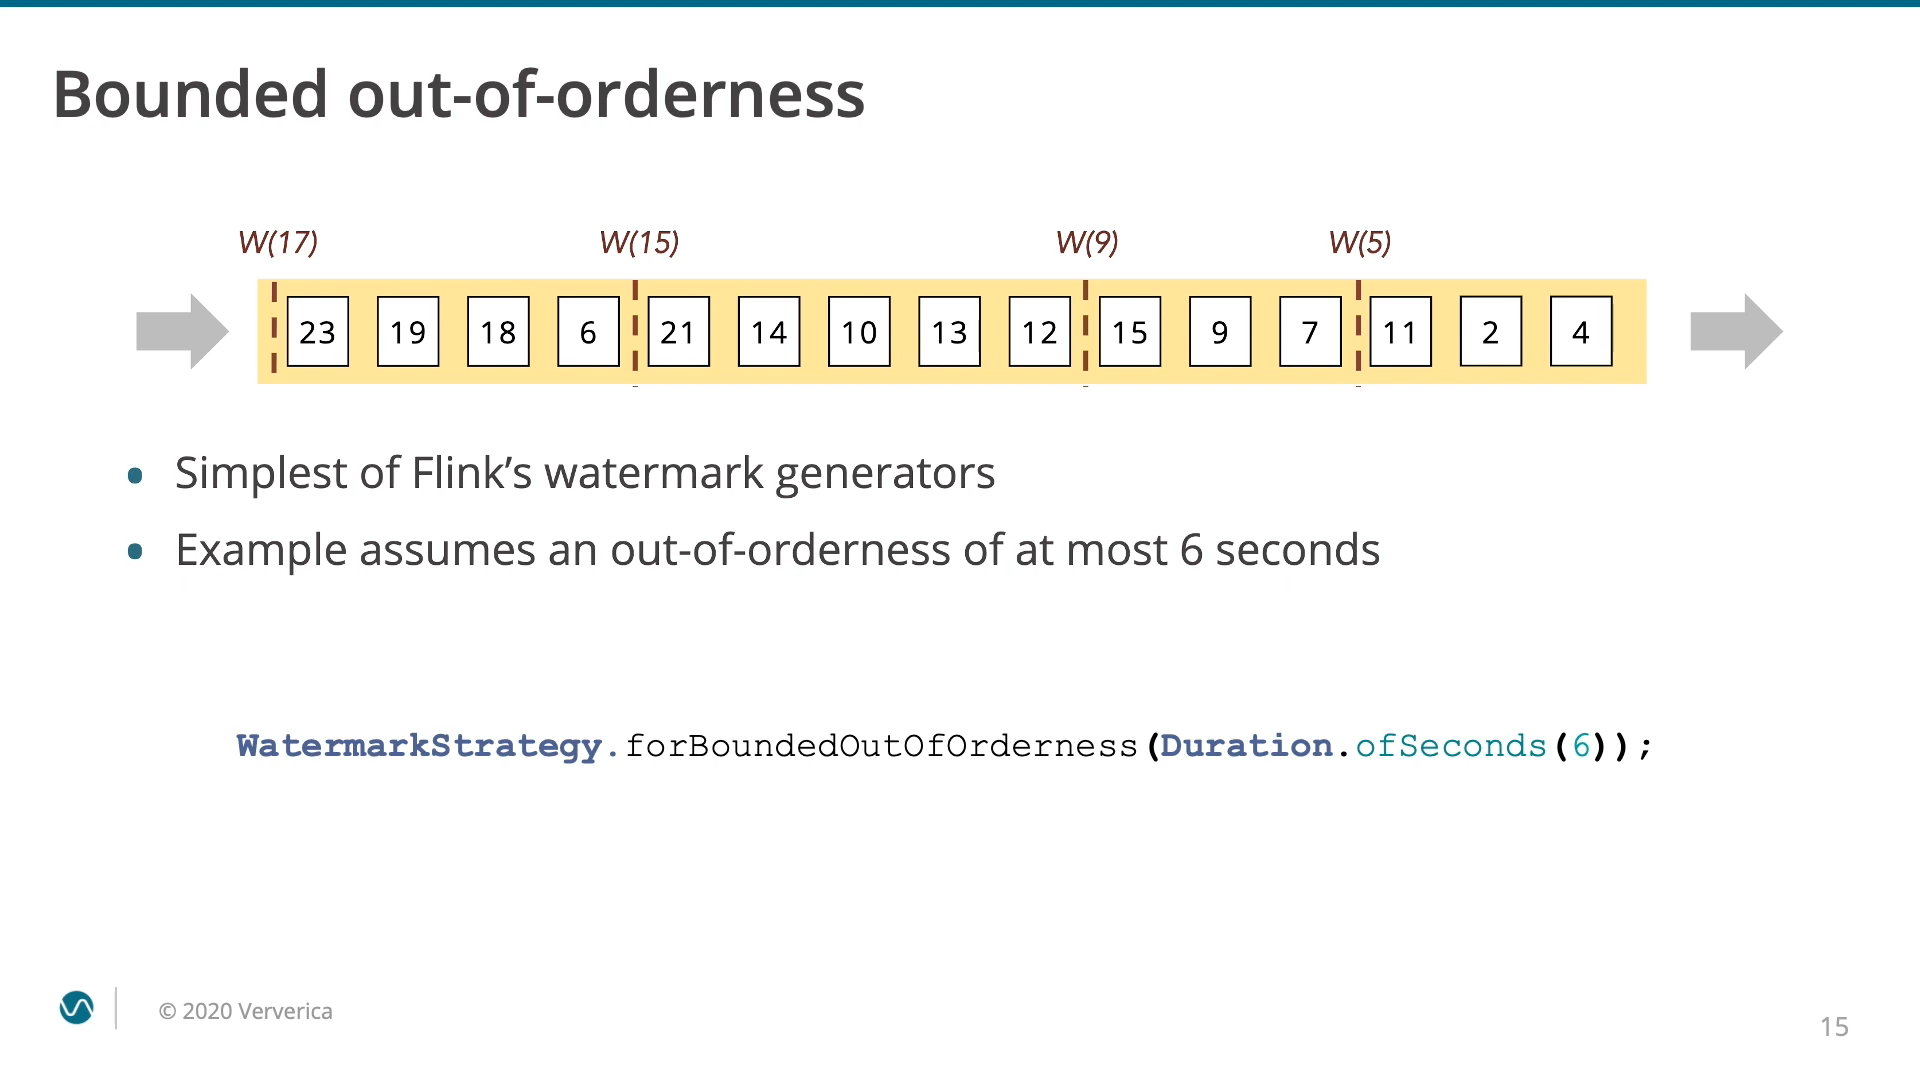 Bounded out-of-orderness
W(17) W(15) W(9) W(5)
23 19 18 6 21 14 10 13 12 15 9 7 11 2 4
• Simplest of Flink’s watermark generators
• Example assumes an out-of-orderness of at most 6 seconds
WatermarkStrategy.forBoundedOutOfOrderness(Duration.ofSeconds(6));
© 2020 Ververica
15